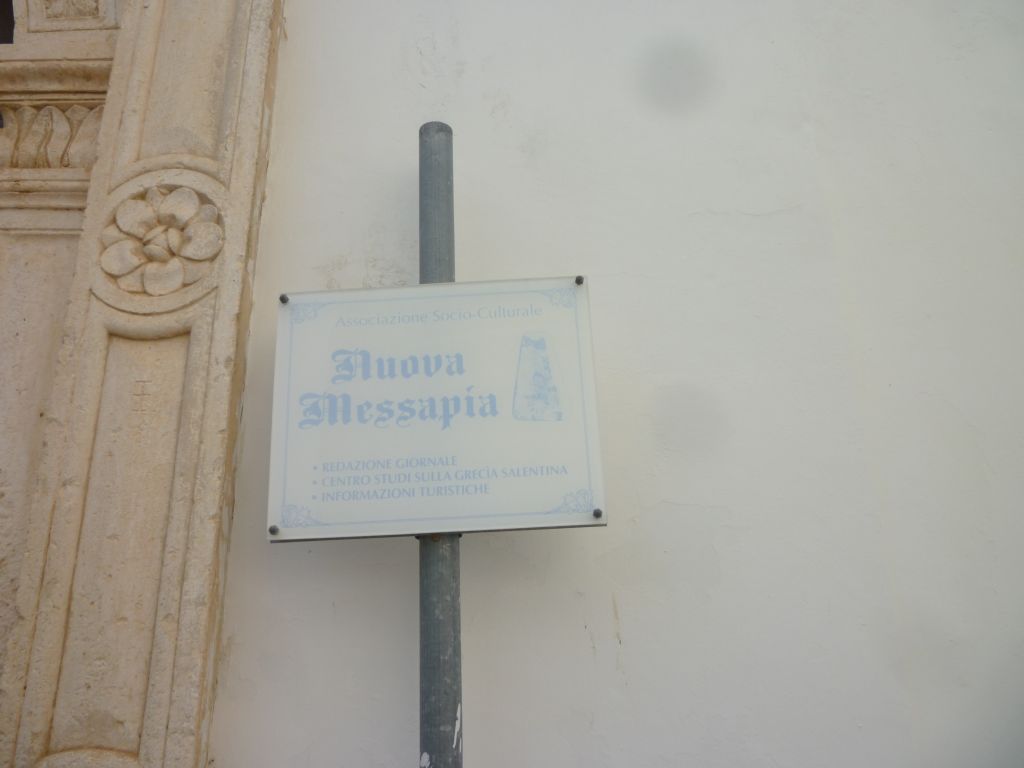 Associazione Socio-Culturale
Nuova
Messapia
• REDAZIONE GIORNALE
• CENTRO STUDI SULLA GRECÌA SALENTINA
• INFORMAZIONI TURISTICHE